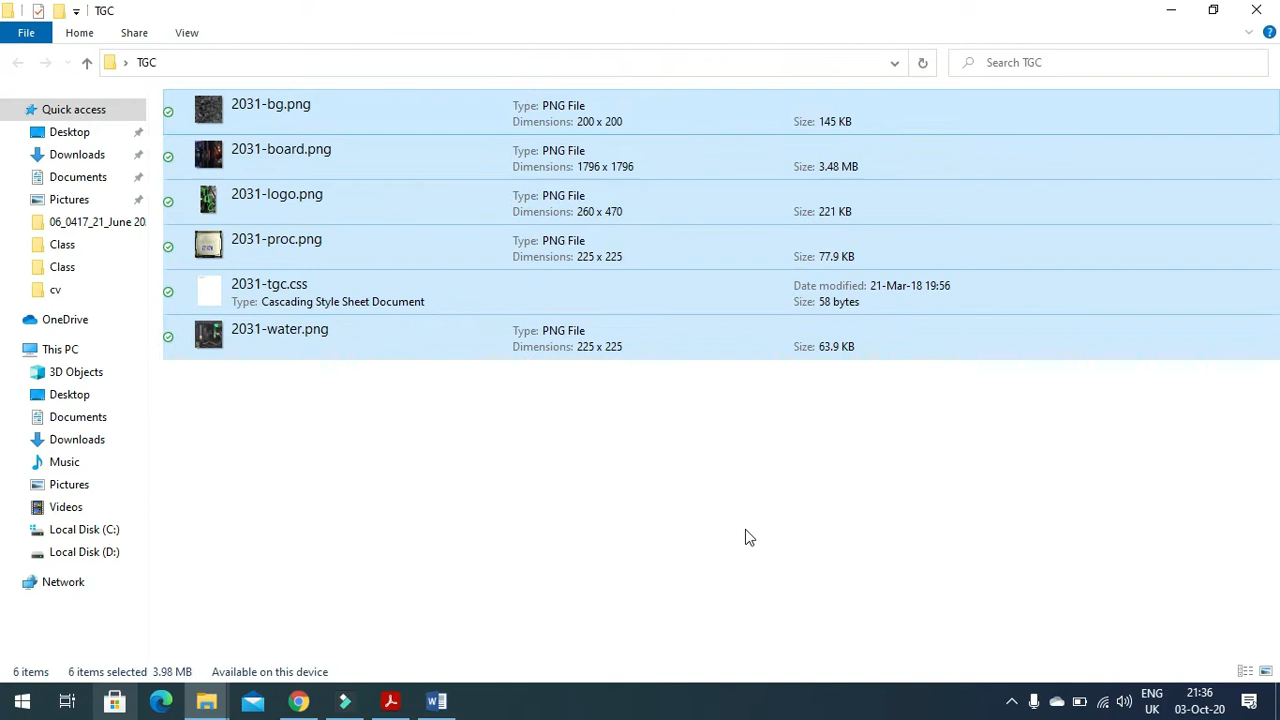 TGC
File Home Share View
TGC
Search TGC
Quick access
Desktop
Downloads
Documents
Pictures
06_0417_21_June 20
Class
Class
cv
OneDrive
This PC
3D Objects
Desktop
Documents
Downloads
Music
Pictures
Videos
Local Disk (C:)
Local Disk (D:)
Network
2031-bg.png
Type: PNG File
Dimensions: 200 x 200
Size: 145 KB
2031-board.png
Type: PNG File
Dimensions: 1796 x 1796
Size: 3.48 MB
2031-logo.png
Type: PNG File
Dimensions: 260 x 470
Size: 221 KB
2031-proc.png
Type: PNG File
Dimensions: 225 x 225
Size: 77.9 KB
2031-tgc.css
Type: Cascading Style Sheet Document
Date modified: 21-Mar-18 19:56
Size: 58 bytes
2031-water.png
Type: PNG File
Dimensions: 225 x 225
Size: 63.9 KB
6 items 6 items selected 3.98 MB Available on this device
ENG
UK
21:36
03-Oct-20